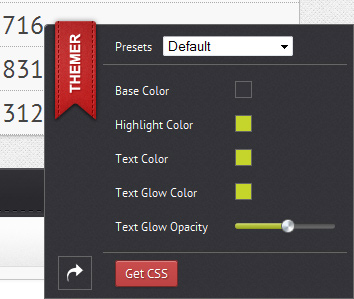 716
831
312
THEMER
Presets Default
Base Color
Highlight Color
Text Color
Text Glow Color
Text Glow Opacity
Get CSS